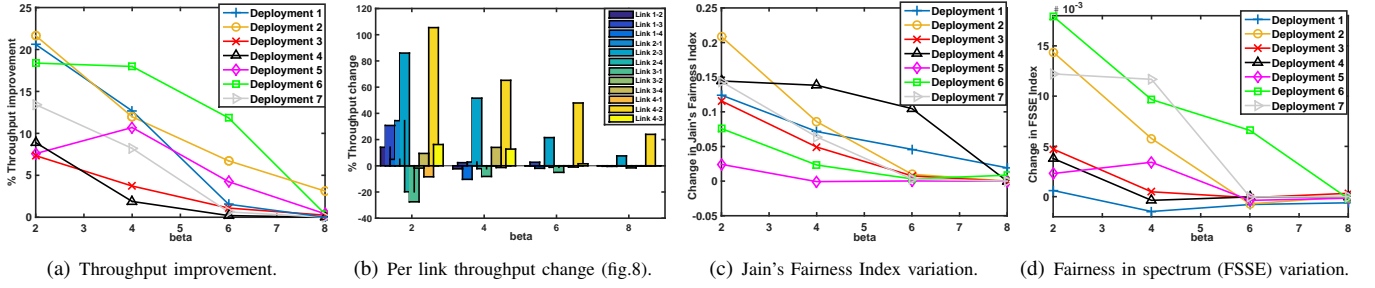 % Throughput improvement
25
20
15
10
5
0
2
3
4
5
6
7
8
beta
Deployment 1
Deployment 2
Deployment 3
Deployment 4
Deployment 5
Deployment 6
Deployment 7
(a) Throughput improvement.
% Throughput change
120
100
80
60
40
20
0
-20
-40
2
4
6
8
beta
Link 1-2
Link 1-3
Link 1-4
Link 2-1
Link 2-3
Link 2-4
Link 3-1
Link 3-2
Link 3-4
Link 4-1
Link 4-2
Link 4-3
(b) Per link throughput change (fig.8).
Change in Jain's Fairness Index
0.25
0.2
0.15
0.1
0.05
0
-0.05
2
3
4
5
6
7
8
beta
Deployment 1
Deployment 2
Deployment 3
Deployment 4
Deployment 5
Deployment 6
Deployment 7
(c) Jain's Fairness Index variation.
Change in FSSE Index
# 10-3
15
10
5
0
2
3
4
5
6
7
8
beta
Deployment 1
Deployment 2
Deployment 3
Deployment 4
Deployment 5
Deployment 6
Deployment 7
(d) Fairness in spectrum (FSSE) variation.